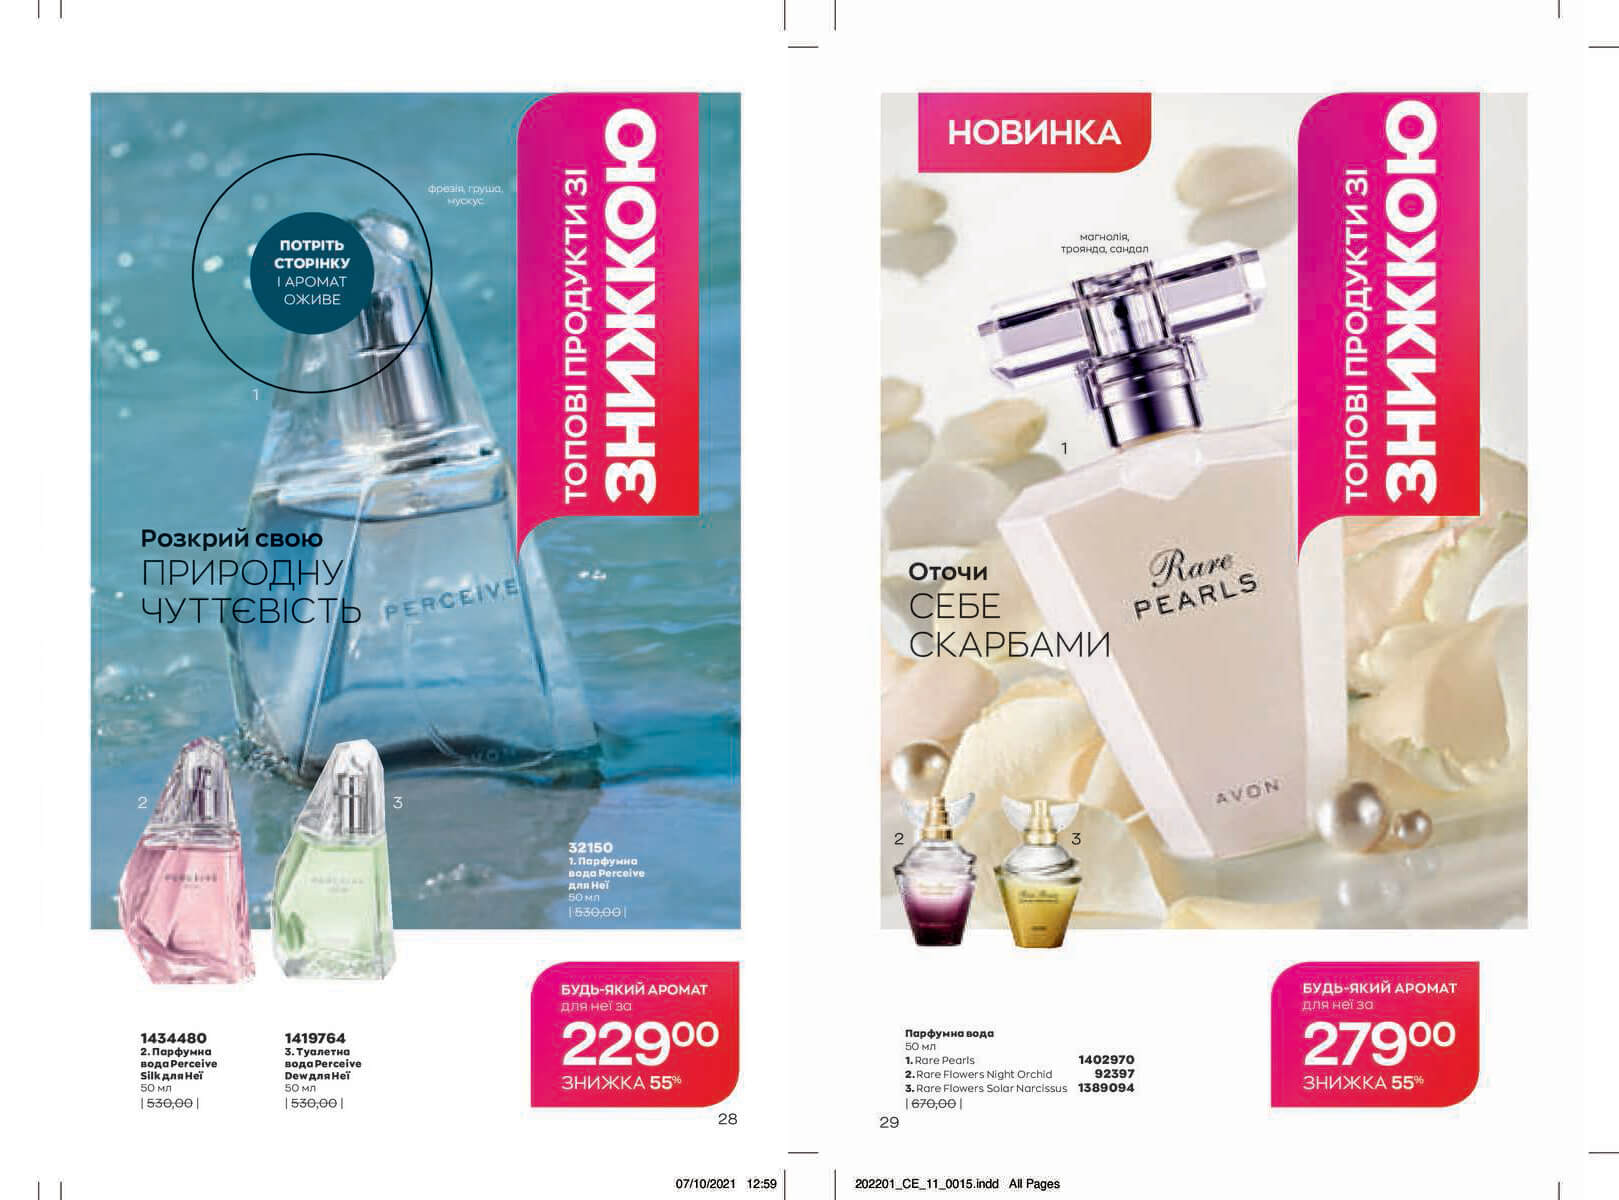 ТОПОВІ ПРОДУКТИ ЗІ
ЗНИЖКОЮ
фрезія, груша,
мускус
ПОТРІТЬ
СТОРІНКУ
І АРОМАТ
ОЖИВЕ
1
Розкрий свою
ПРИРОДНУ
ЧУТТЄВІСТЬ
PERCEIVE
AVON
2
3
PERCEIVE
PERCEIVE
32150
1. Парфумна
вода Perceive
для Неї
50 мл
| 530,00 |
1434480
2. Парфумна
вода Perceive
Silk для Неї
50 мл
| 530,00 |
1419764
3. Туалетна
вода Perceive
Dew для Неї
50 мл
| 530,00 |
БУДЬ-ЯКИЙ АРОМАТ
для неї за
229⁰⁰
ЗНИЖКА 55%
28
НОВИНКА
ТОПОВІ ПРОДУКТИ ЗІ
ЗНИЖКОЮ
магнолія,
троянда, сандал
1
Rare
PEARLS
Оточи
СЕБЕ
СКАРБАМИ
AVON
2
3
Парфумна вода
50 мл
1. Rare Pearls 1402970
2. Rare Flowers Night Orchid 92397
3. Rare Flowers Solar Narcissus 1389094
| 670,00 |
БУДЬ-ЯКИЙ АРОМАТ
для неї за
279⁰⁰
ЗНИЖКА 55%
29
07/10/2021 12:59
202201_CE_11_0015.indd All Pages